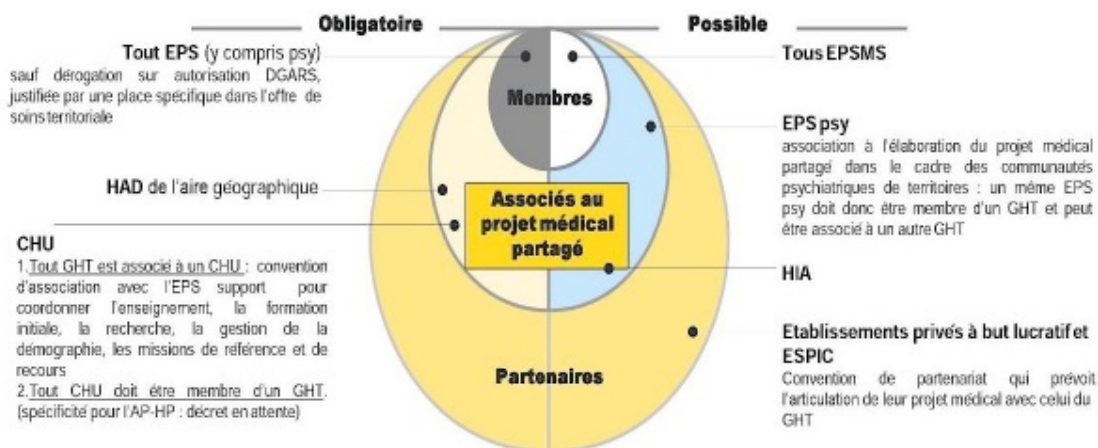 Obligatoire
Possible
Tout EPS (y compris psy)
sauf dérogation sur autorisation DGARS,
justifiée par une place spécifique dans l'offre de
soins territoriale
HAD de l'aire géographique
CHU
1.Tout GHT est associé à un CHU : convention
d'association avec l'EPS support pour
coordonner l'enseignement, la formation
initiale, la recherche, la gestion de la
démographie, les missions de référence et de
recours
2.Tout CHU doit être membre d'un GHT.
(spécificité pour l'AP-HP : décret en attente)
Membres
Associés au
projet médical
partagé
Partenaires
Tous EPSMS
EPS psy
association à l'élaboration du projet médical
partagé dans le cadre des communautés
psychiatriques de territoires : un même EPS
psy doit donc être membre d'un GHT et peut
être associé à un autre GHT
HIA
Etablissements privés à but lucratif et
ESPIC
Convention de partenariat qui prévoit
l'articulation de leur projet médical avec celui du
GHT